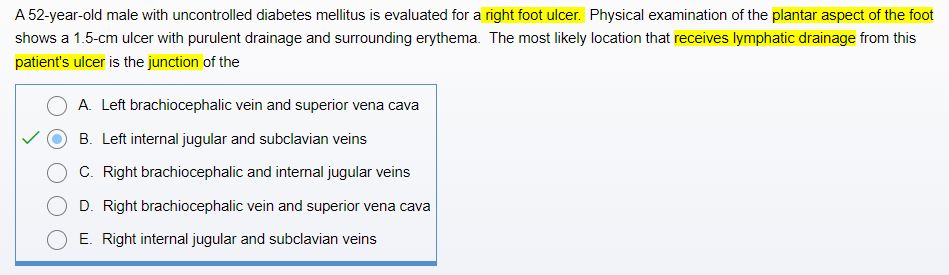 A 52-year-old male with uncontrolled diabetes mellitus is evaluated for a right foot ulcer. Physical examination of the plantar aspect of the foot
shows a 1.5-cm ulcer with purulent drainage and surrounding erythema. The most likely location that receives lymphatic drainage from this
patient's ulcer is the junction of the
A. Left brachiocephalic vein and superior vena cava
B. Left internal jugular and subclavian veins
C. Right brachiocephalic and internal jugular veins
D. Right brachiocephalic vein and superior vena cava
E. Right internal jugular and subclavian veins